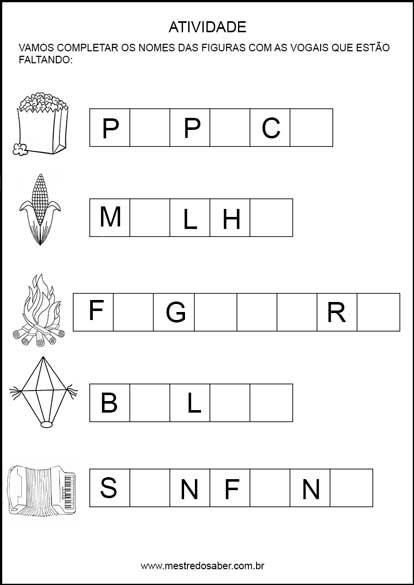 ATIVIDADE
VAMOS COMPLETAR OS NOMES DAS FIGURAS COM AS VOGAIS QUE ESTÃO
FALTANDO:
P P C
M L H
F G R
B L
S N F N
www.mestredosaber.com.br